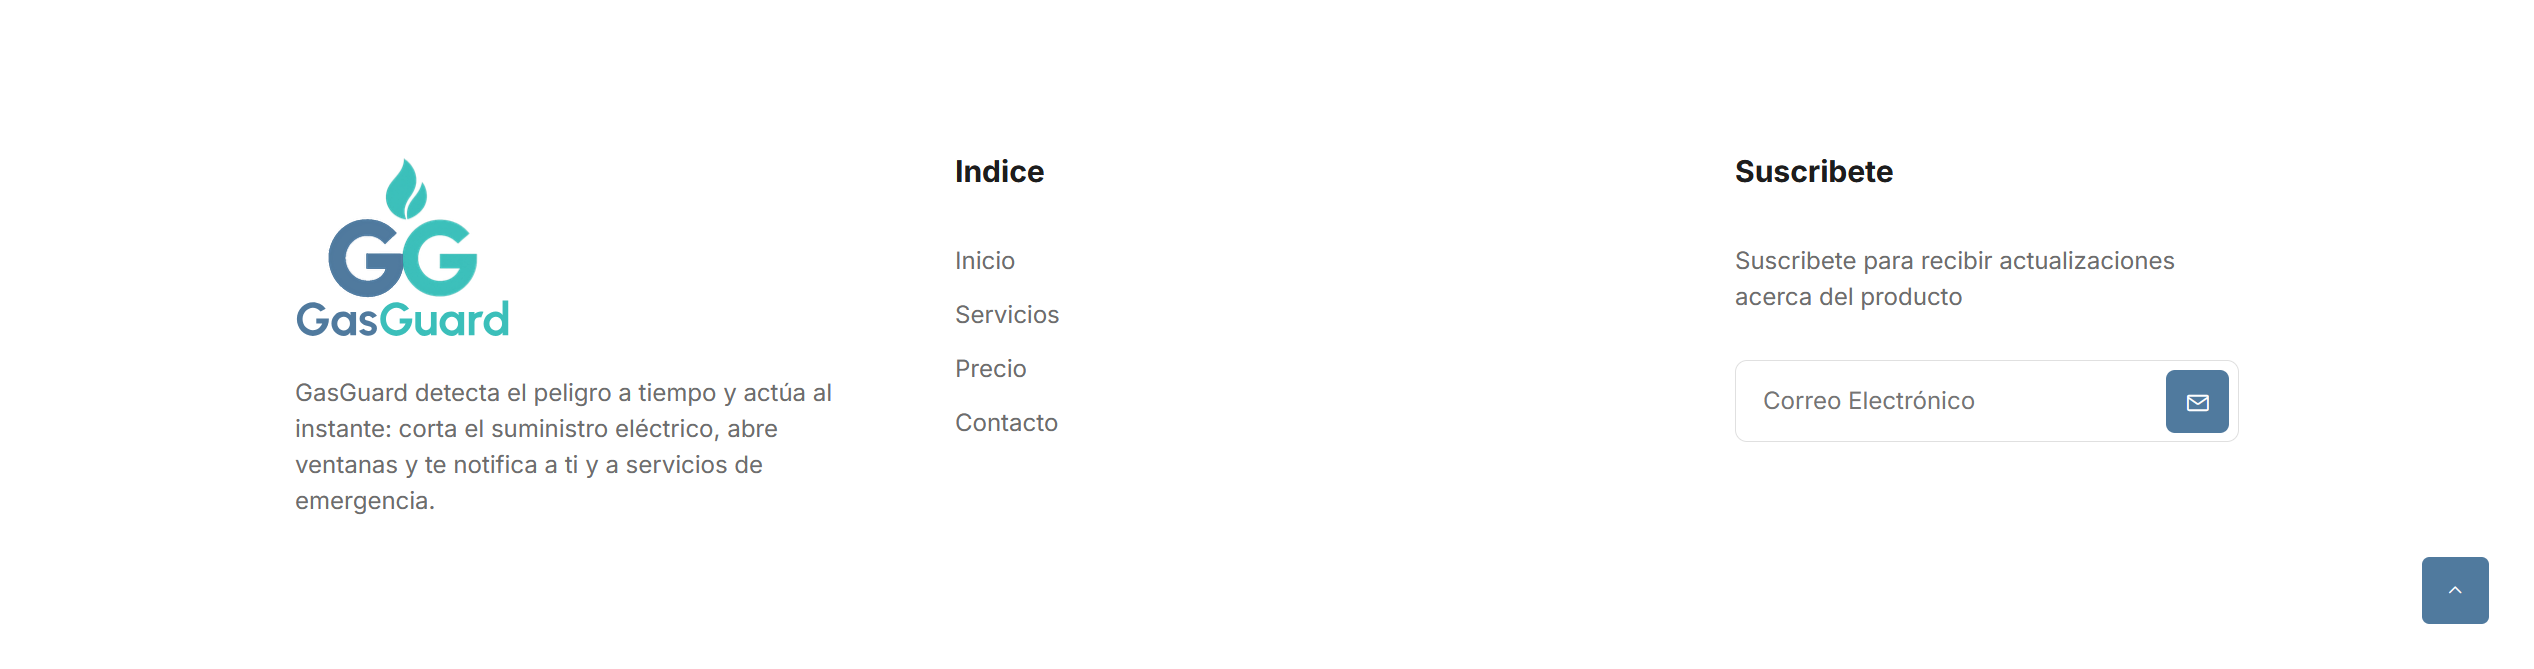 GG
GasGuard
GasGuard detecta el peligro a tiempo y actúa al
instante: corta el suministro eléctrico, abre
ventanas y te notifica a ti y a servicios de
emergencia.
Indice
Inicio
Servicios
Precio
Contacto
Suscribete
Suscribete para recibir actualizaciones
acerca del producto
Correo Electrónico